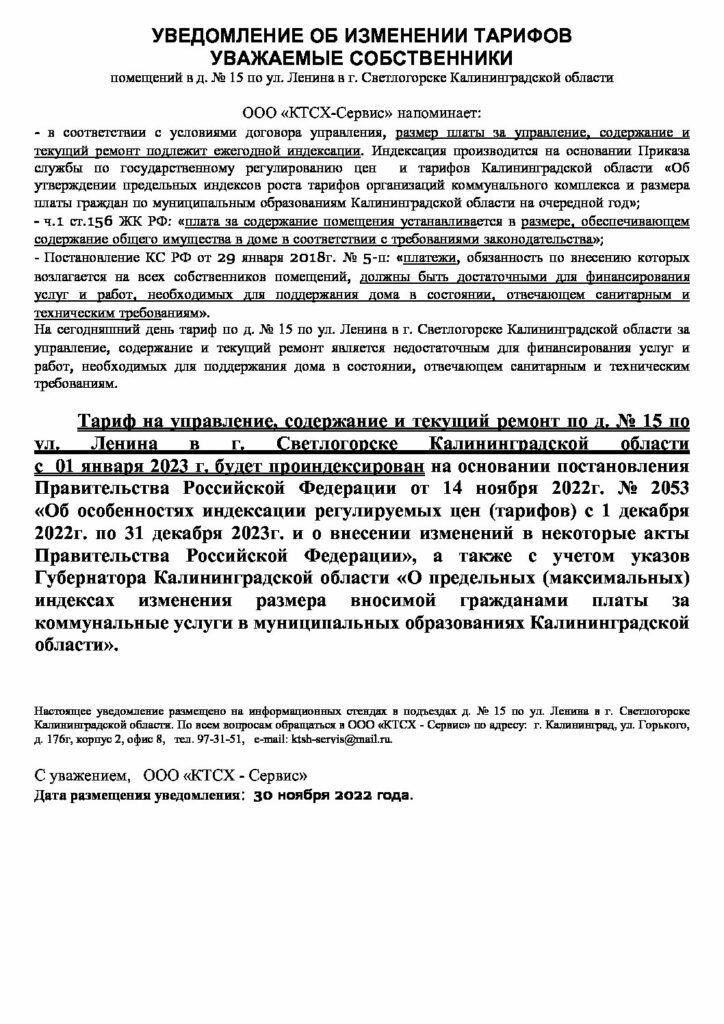 УВЕДОМЛЕНИЕ ОБ ИЗМЕНЕНИИ ТАРИФОВ
УВАЖАЕМЫЕ СОБСТВЕННИКИ
помещений в д. № 15 по ул. Ленина в г. Светлогорске Калининградской области
ООО «КТСХ-Сервис» напоминает:
- в соответствии с условиями договора управления, размер платы за управление, содержание и
текущий ремонт подлежит ежегодной индексации. Индексация производится на основании Приказа
службы по государственному регулированию цен и тарифов Калининградской области «Об
утверждении предельных индексов роста тарифов организаций коммунального комплекса и размера
платы граждан по муниципальным образованиям Калининградской области на очередной год»;
- ч.1 ст.156 ЖК РФ: «плата за содержание помещения устанавливается в размере, обеспечивающем
содержание общего имущества в доме в соответствии с требованиями законодательства»;
- Постановление КС РФ от 29 января 2018г. № 5-п: «платежи, обязанность по внесению которых
возлагается на всех собственников помещений, должны быть достаточными для финансирования
услуг и работ, необходимых для поддержания дома в состоянии, отвечающем санитарным и
техническим требованиям».
На сегодняшний день тариф по д. № 15 по ул. Ленина в г. Светлогорске Калининградской области за
управление, содержание и текущий ремонт является недостаточным для финансирования услуг и
работ, необходимых для поддержания дома в состоянии, отвечающем санитарным и техническим
требованиям.
Тариф на управление, содержание и текущий ремонт по д. № 15 по
ул. Ленина в г. Светлогорске Калининградской области
с 01 января 2023 г. будет проиндексирован на основании постановления
Правительства Российской Федерации от 14 ноября 2022г. № 2053
«Об особенностях индексации регулируемых цен (тарифов) с 1 декабря
2022г. по 31 декабря 2023г. и о внесении изменений в некоторые акты
Правительства Российской Федерации», а также с учетом указов
Губернатора Калининградской области «О предельных (максимальных)
индексах изменения размера вносимой гражданами платы за
коммунальные услуги в муниципальных образованиях Калининградской
области».
Настоящее уведомление размещено на информационных стендах в подъездах д. № 15 по ул. Ленина в г. Светлогорске
Калининградской области. По всем вопросам обращаться в ООО «КТСХ - Сервис» по адресу: г. Калининград, ул. Горького,
д. 176г, корпус 2, офис 8, тел. 97-31-51, e-mail: ktsh-servis@mail.ru.
С уважением, ООО «КТСХ - Сервис»
Дата размещения уведомления: 30 ноября 2022 года.